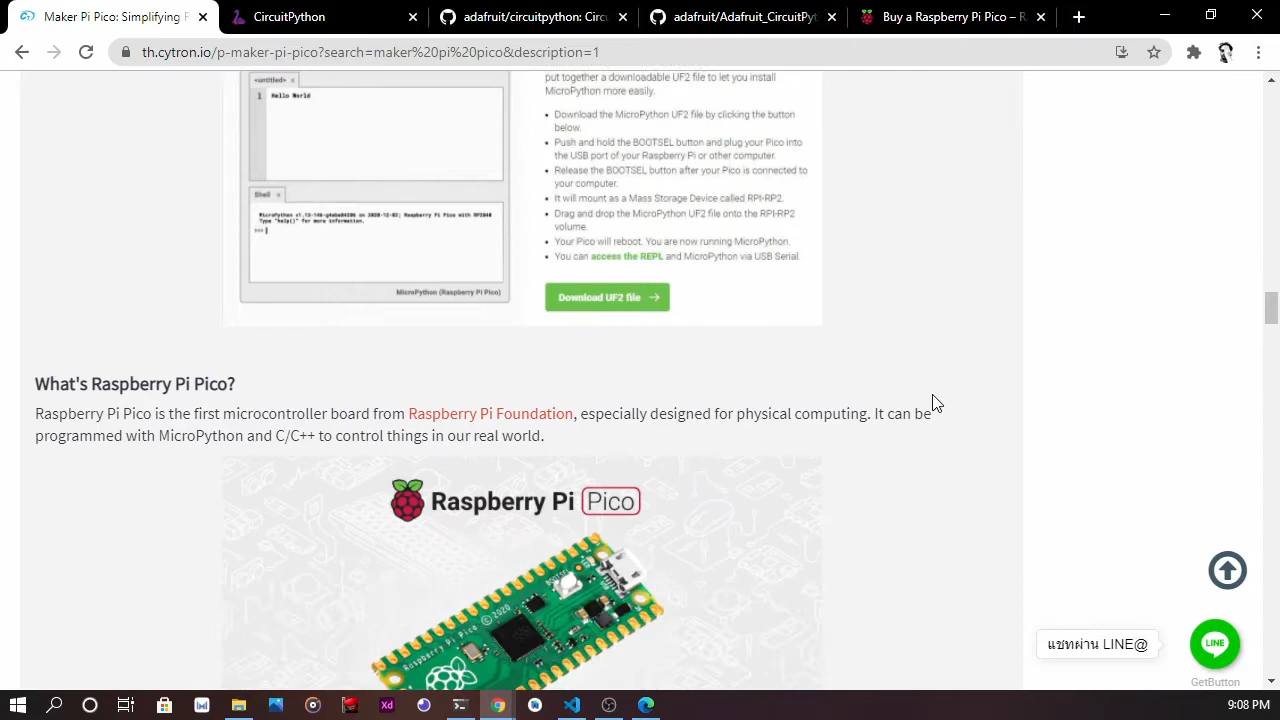 Maker Pi Pico: Simplifying R
CircuitPython
adafruit/circuitpython: Circu
adafruit/Adafruit_CircuitPyt
Buy a Raspberry Pi Pico – R
th.cytron.io/p-maker-pi-pico?search=maker%20pi%20pico&description=1
<untitled> x
1 Hello World
Shell x
MicroPython (Raspberry Pi Pico)
put together a downloadable UF2 file to let you install
MicroPython more easily.
• Download the MicroPython UF2 file by clicking the button
below.
• Push and hold the BOOTSEL button and plug your Pico into
the USB port of your Raspberry Pi or other computer.
• Release the BOOTSEL button after your Pico is connected to
your computer.
• It will mount as a Mass Storage Device called RPI-RP2.
• Drag and drop the MicroPython UF2 file onto the RPI-RP2
volume.
• Your Pico will reboot. You are now running MicroPython.
• You can access the REPL and MicroPython via USB Serial.
Download UF2 file →
What's Raspberry Pi Pico?
Raspberry Pi Pico is the first microcontroller board from Raspberry Pi Foundation, especially designed for physical computing. It can be
programmed with MicroPython and C/C++ to control things in our real world.
Raspberry Pi Pico
BOOTSEL
Raspberry Pi Pico © 2020
แชทผ่าน LINE@
LINE
GetButton
Xd
9:08 PM